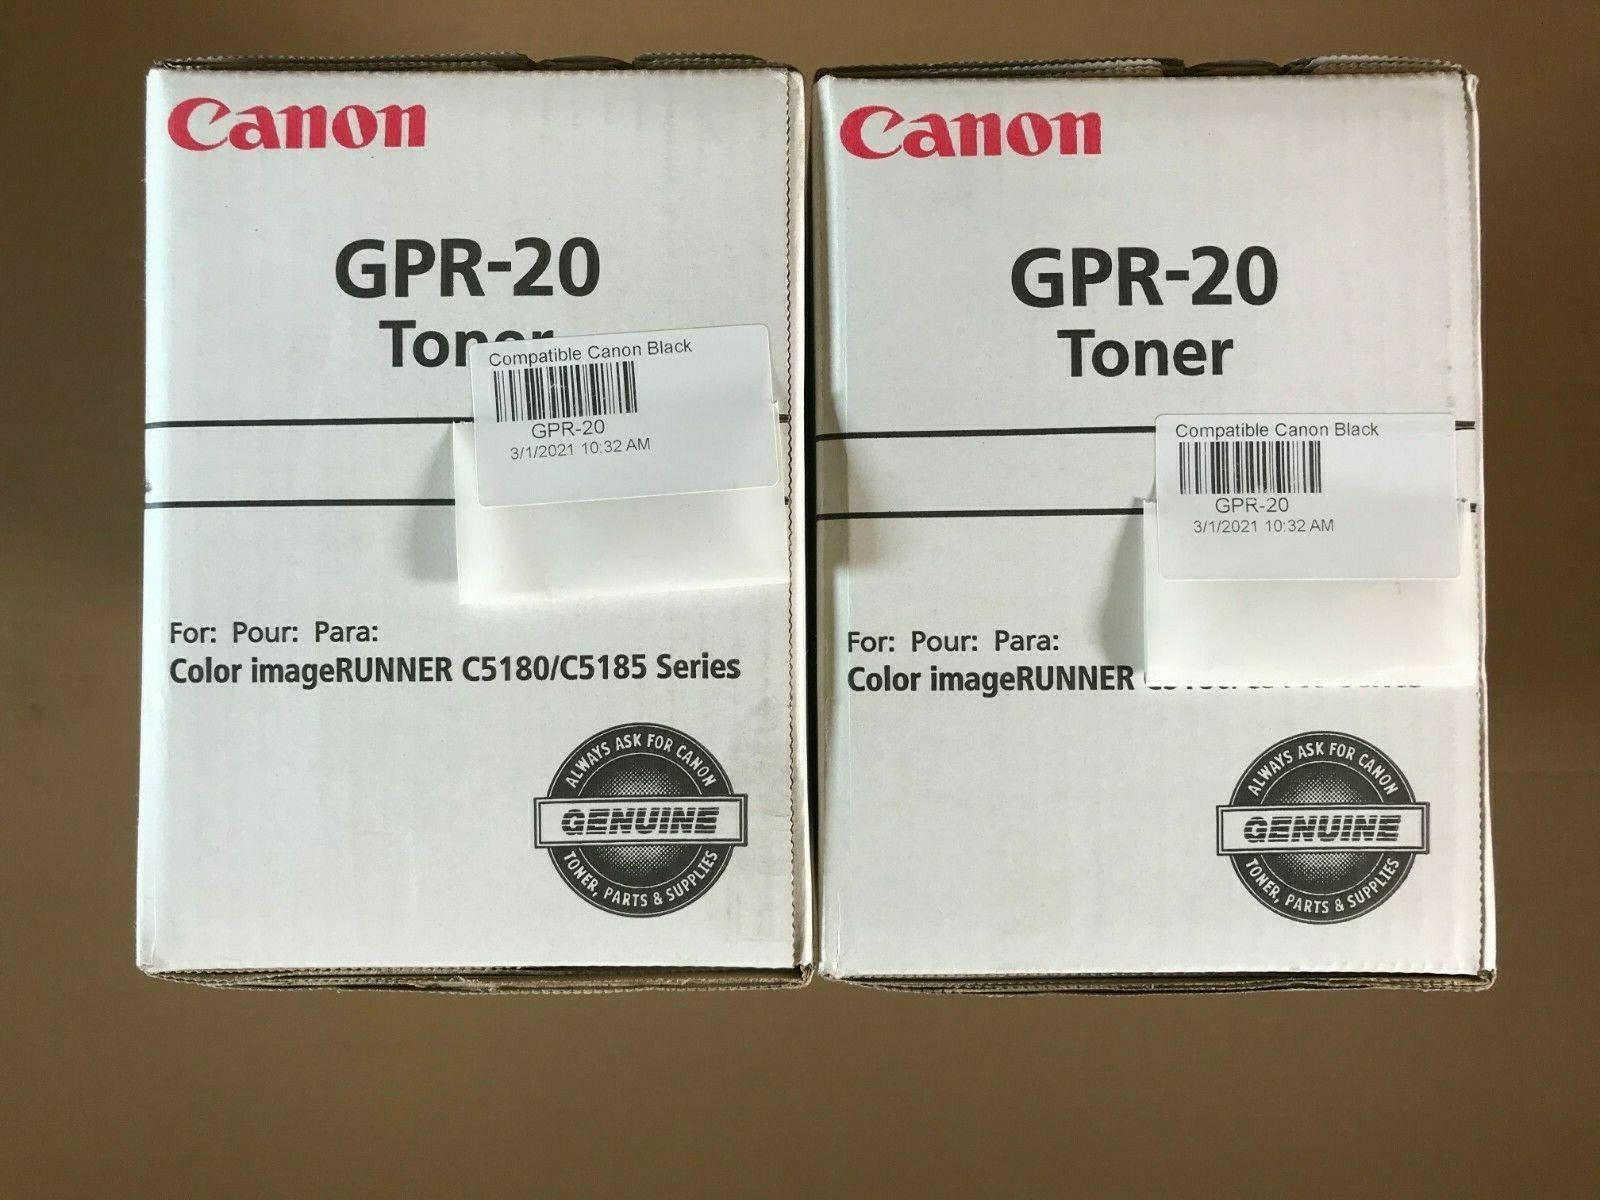 Canon
GPR-20
Toner
Compatible Canon Black
GPR-20
3/1/2021 10:32 AM
For: Pour: Para:
Color imageRUNNER C5180/C5185 Series
ALWAYS ASK FOR CANON
GENUINE
TONER, PARTS & SUPPLIES
Canon
GPR-20
Toner
Compatible Canon Black
GPR-20
3/1/2021 10:32 AM
For: Pour: Para:
Color imageRUNNER
ALWAYS ASK FOR CANON
GENUINE
TONER, PARTS & SUPPLIES